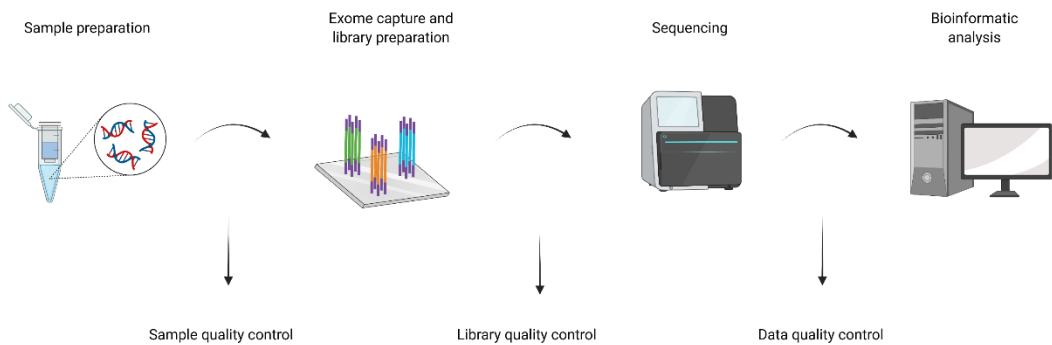 Sample preparation
Exome capture and
library preparation
Sequencing
Bioinformatic
analysis
Sample quality control
Library quality control
Data quality control